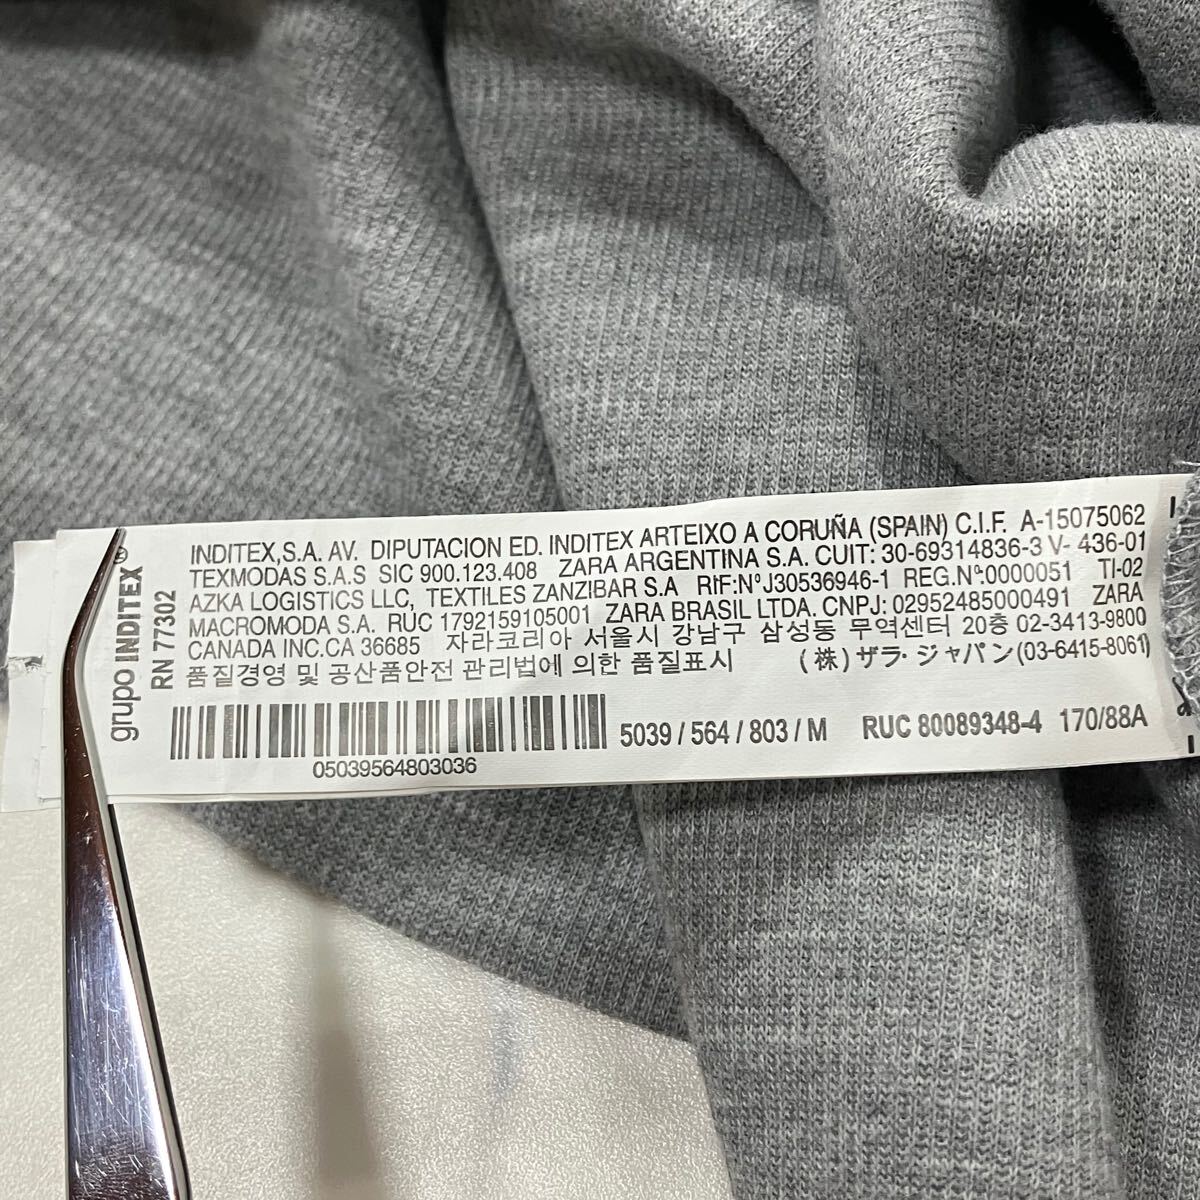 grupo INDITEX®
RN 77302
INDITEX,S.A. AV. DIPUTACION ED. INDITEX ARTEIXO A CORUÑA (SPAIN) C.I.F. A-15075062
TEXMODAS S.A.S SIC 900.123.408 ZARA ARGENTINA S.A. CUIT: 30-69314836-3 V- 436-01
AZKA LOGISTICS LLC, TEXTILES ZANZIBAR S.A RIF:NºJ30536946-1 REG.Nº:0000051 TI-02
MACROMODA S.A. RUC 1792159105001 ZARA BRASIL LTDA. CNPJ: 02952485000491 ZARA
CANADA INC.CA 36685 자라코리아 서울시 강남구 삼성동 무역센터 20층 02-3413-9800
품질경영 및 공산품안전 관리법에 의한 품질표시 (株)ザラ・ジャパン(03-6415-8061)
5039 / 564 / 803 / M RUC 80089348-4 170/88A
05039564803036